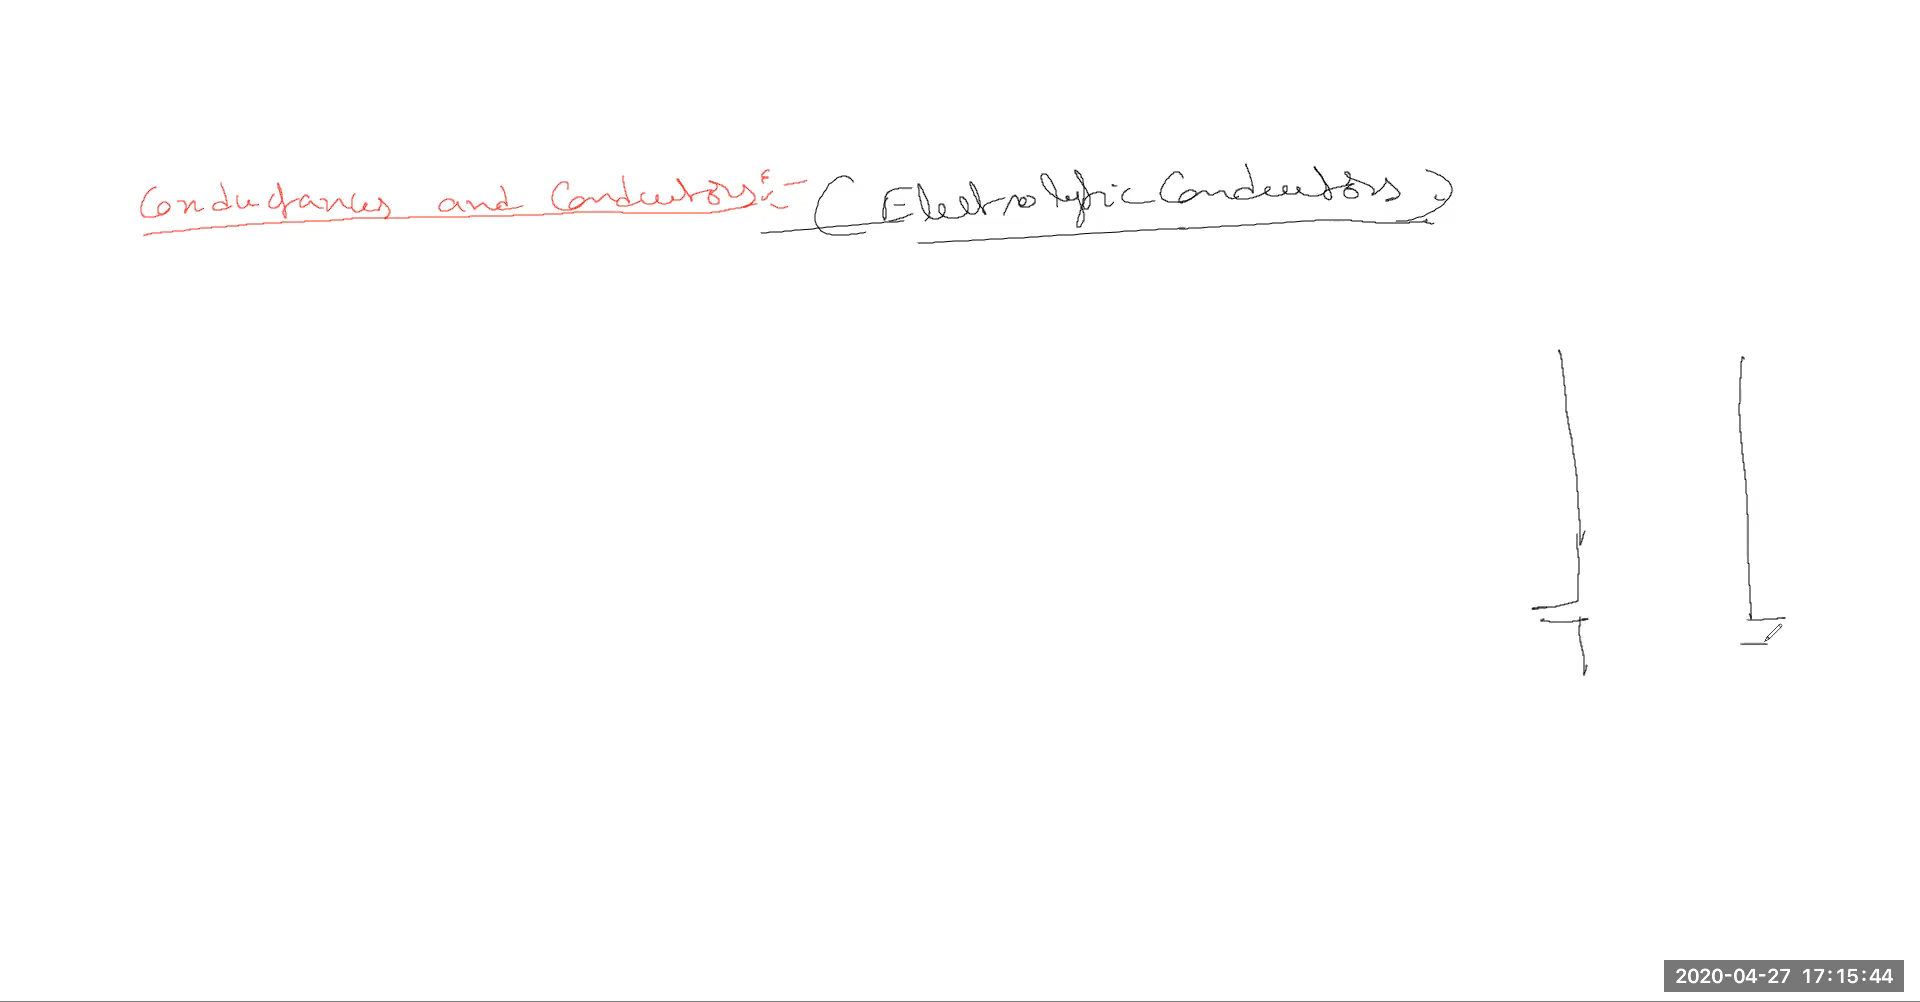 Conductances and Conductors:- (Electrolytic Conductors)
2020-04-27 17:15:44